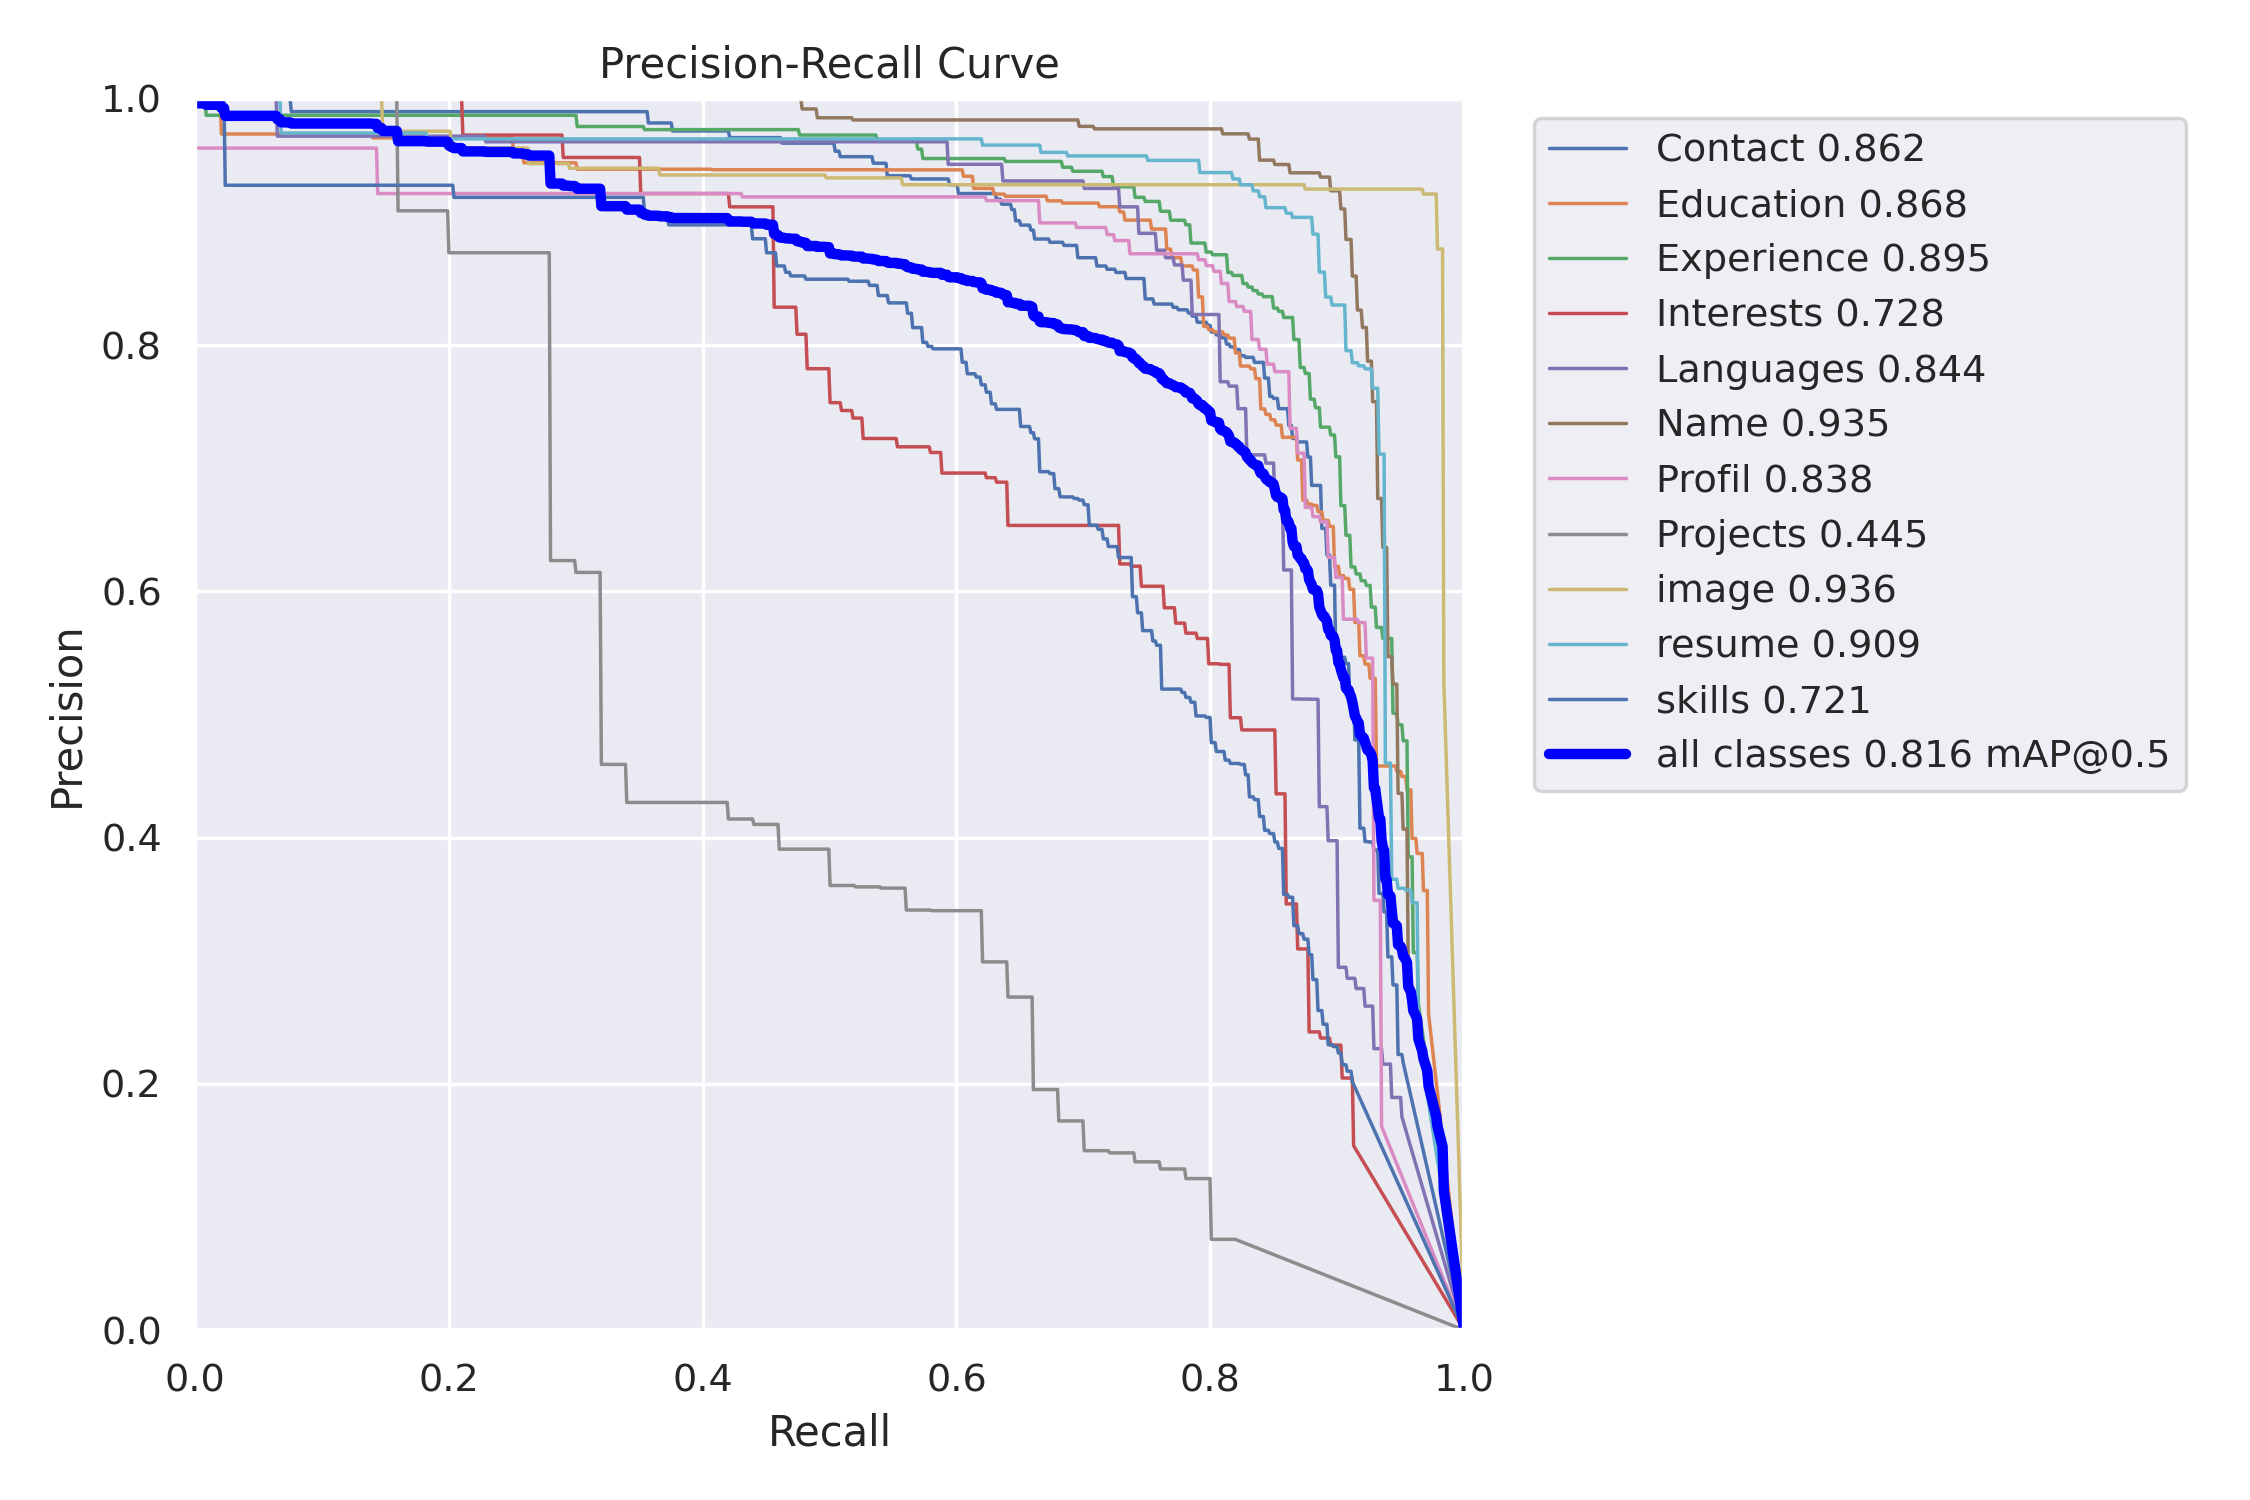 Precision-Recall Curve
1.0
0.8
0.6
0.4
0.2
0.0
Precision
0.0 0.2 0.4 0.6 0.8 1.0
Recall
Contact 0.862
Education 0.868
Experience 0.895
Interests 0.728
Languages 0.844
Name 0.935
Profil 0.838
Projects 0.445
image 0.936
resume 0.909
skills 0.721
all classes 0.816 mAP@0.5